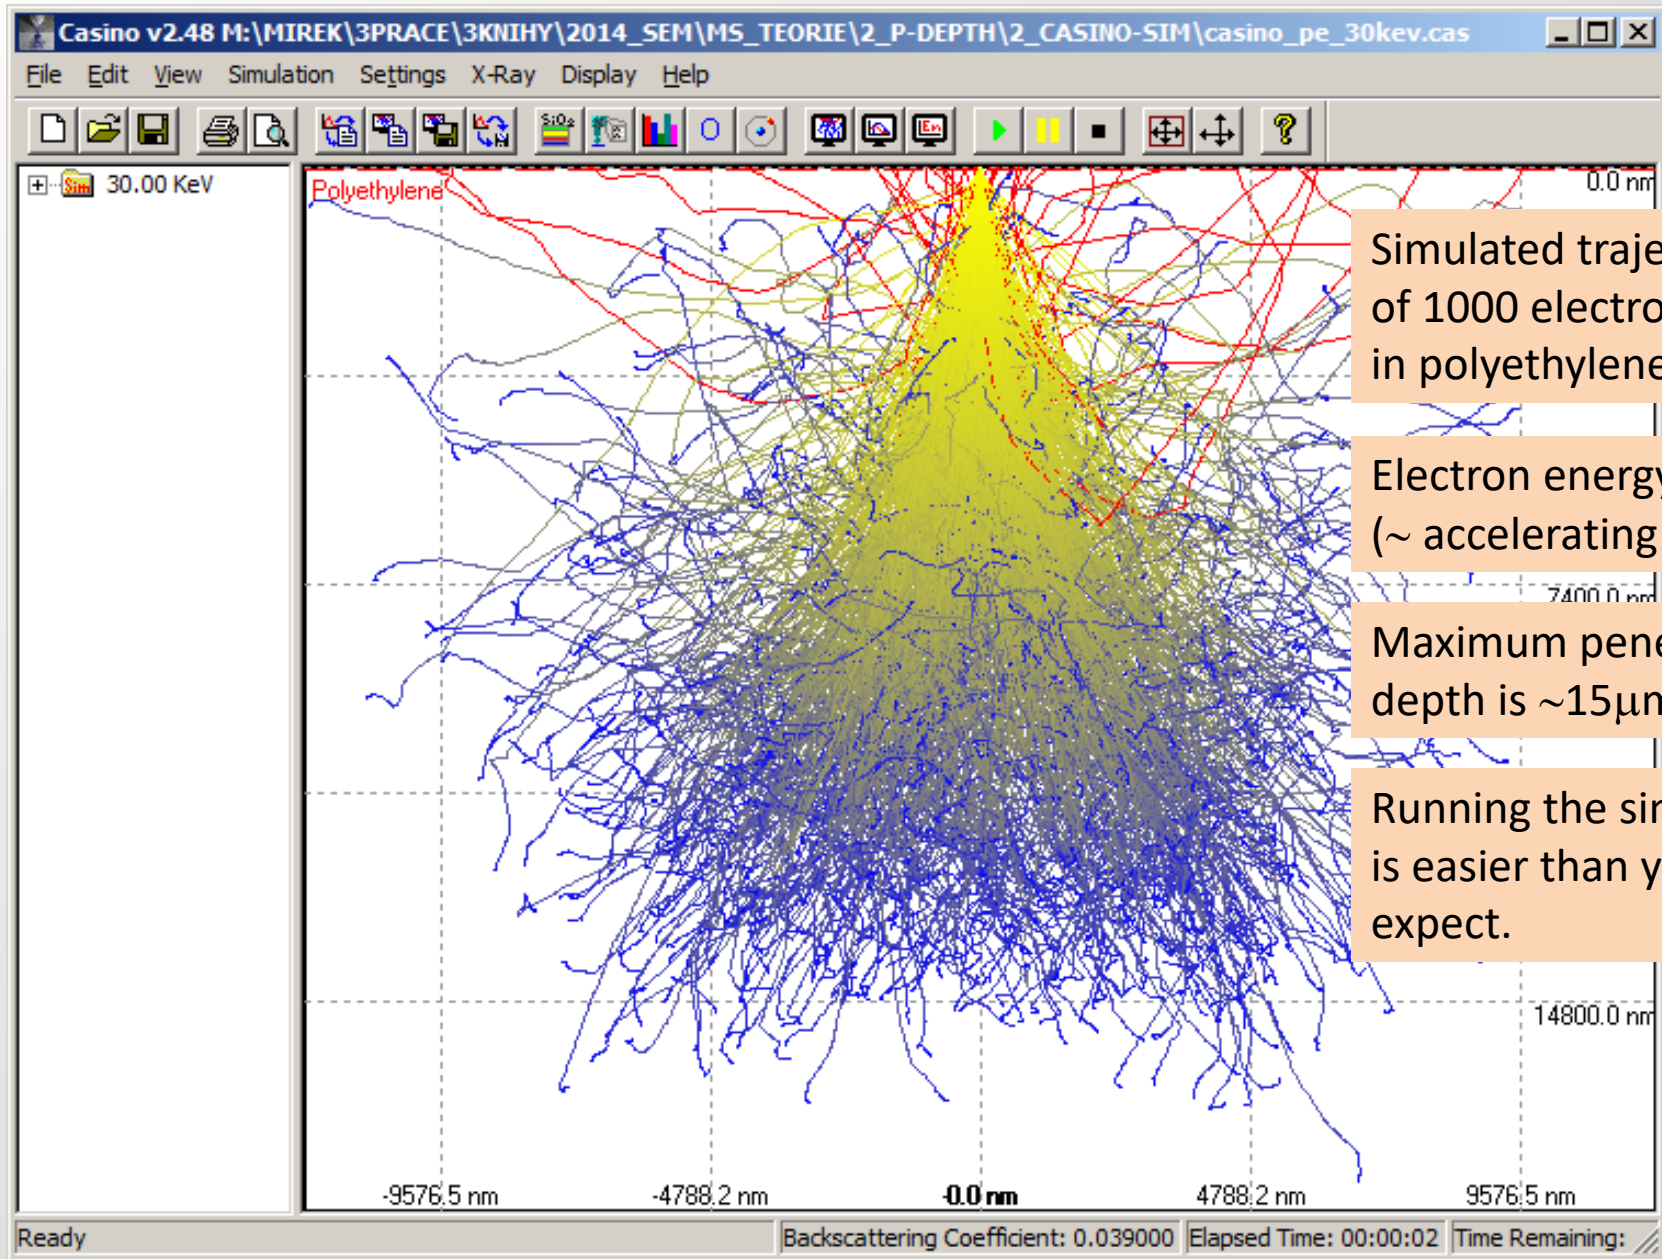 Casino v2.48 M:\MIREK\3PRACE\3KNIHY\2014_SEM\MS_TEORIE\2_P-DEPTH\2_CASINO-SIM\casino_pe_30kev.cas
File Edit View Simulation Settings X-Ray Display Help
30.00 KeV
Polyethylene
0.0 nm
Simulated traje
of 1000 electro
in polyethylene
Electron energy
(~ accelerating
7400.0 nm
Maximum pene
depth is ~15μm
Running the sim
is easier than y
expect.
14800.0 nm
-9576.5 nm -4788.2 nm -0.0 nm 4788.2 nm 9576.5 nm
Ready Backscattering Coefficient: 0.039000 Elapsed Time: 00:00:02 Time Remaining: